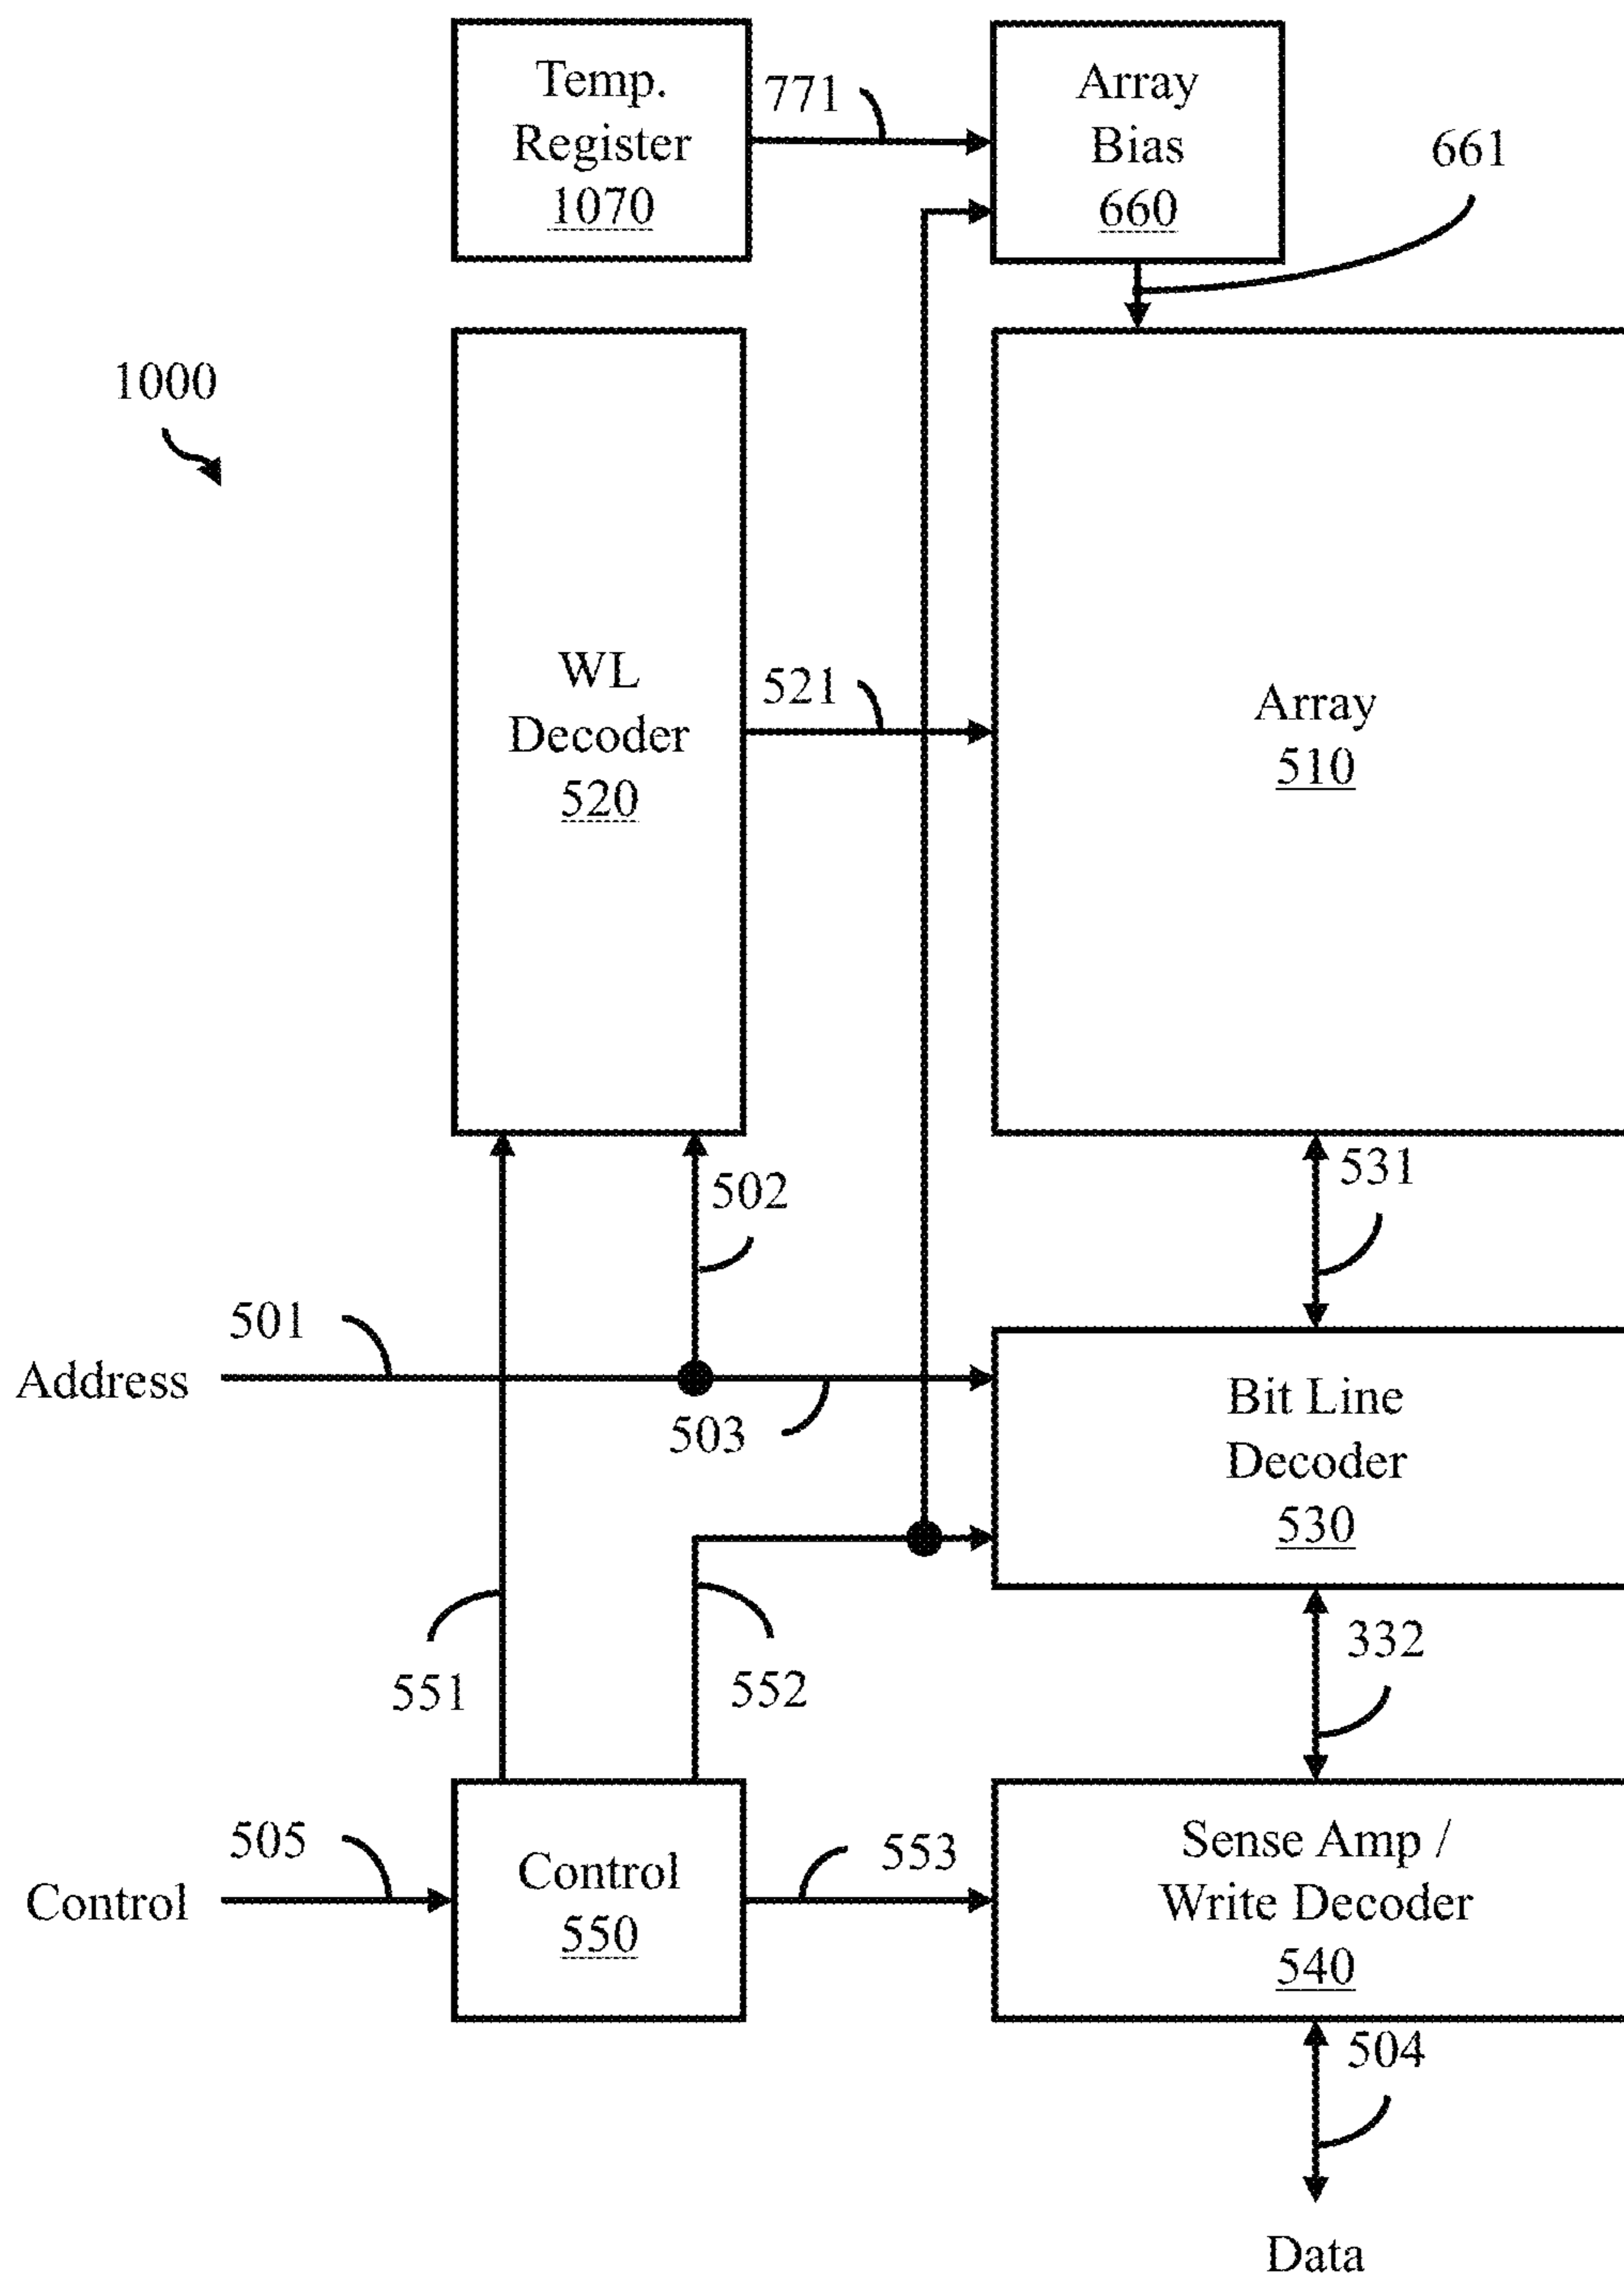 Temp.
Register
1070
771
Array
Bias
660
661
1000
WL
Decoder
520
521
Array
510
502
531
501
Address
503
Bit Line
Decoder
530
551
552
332
505
Control
Control
550
553
Sense Amp /
Write Decoder
540
504
Data